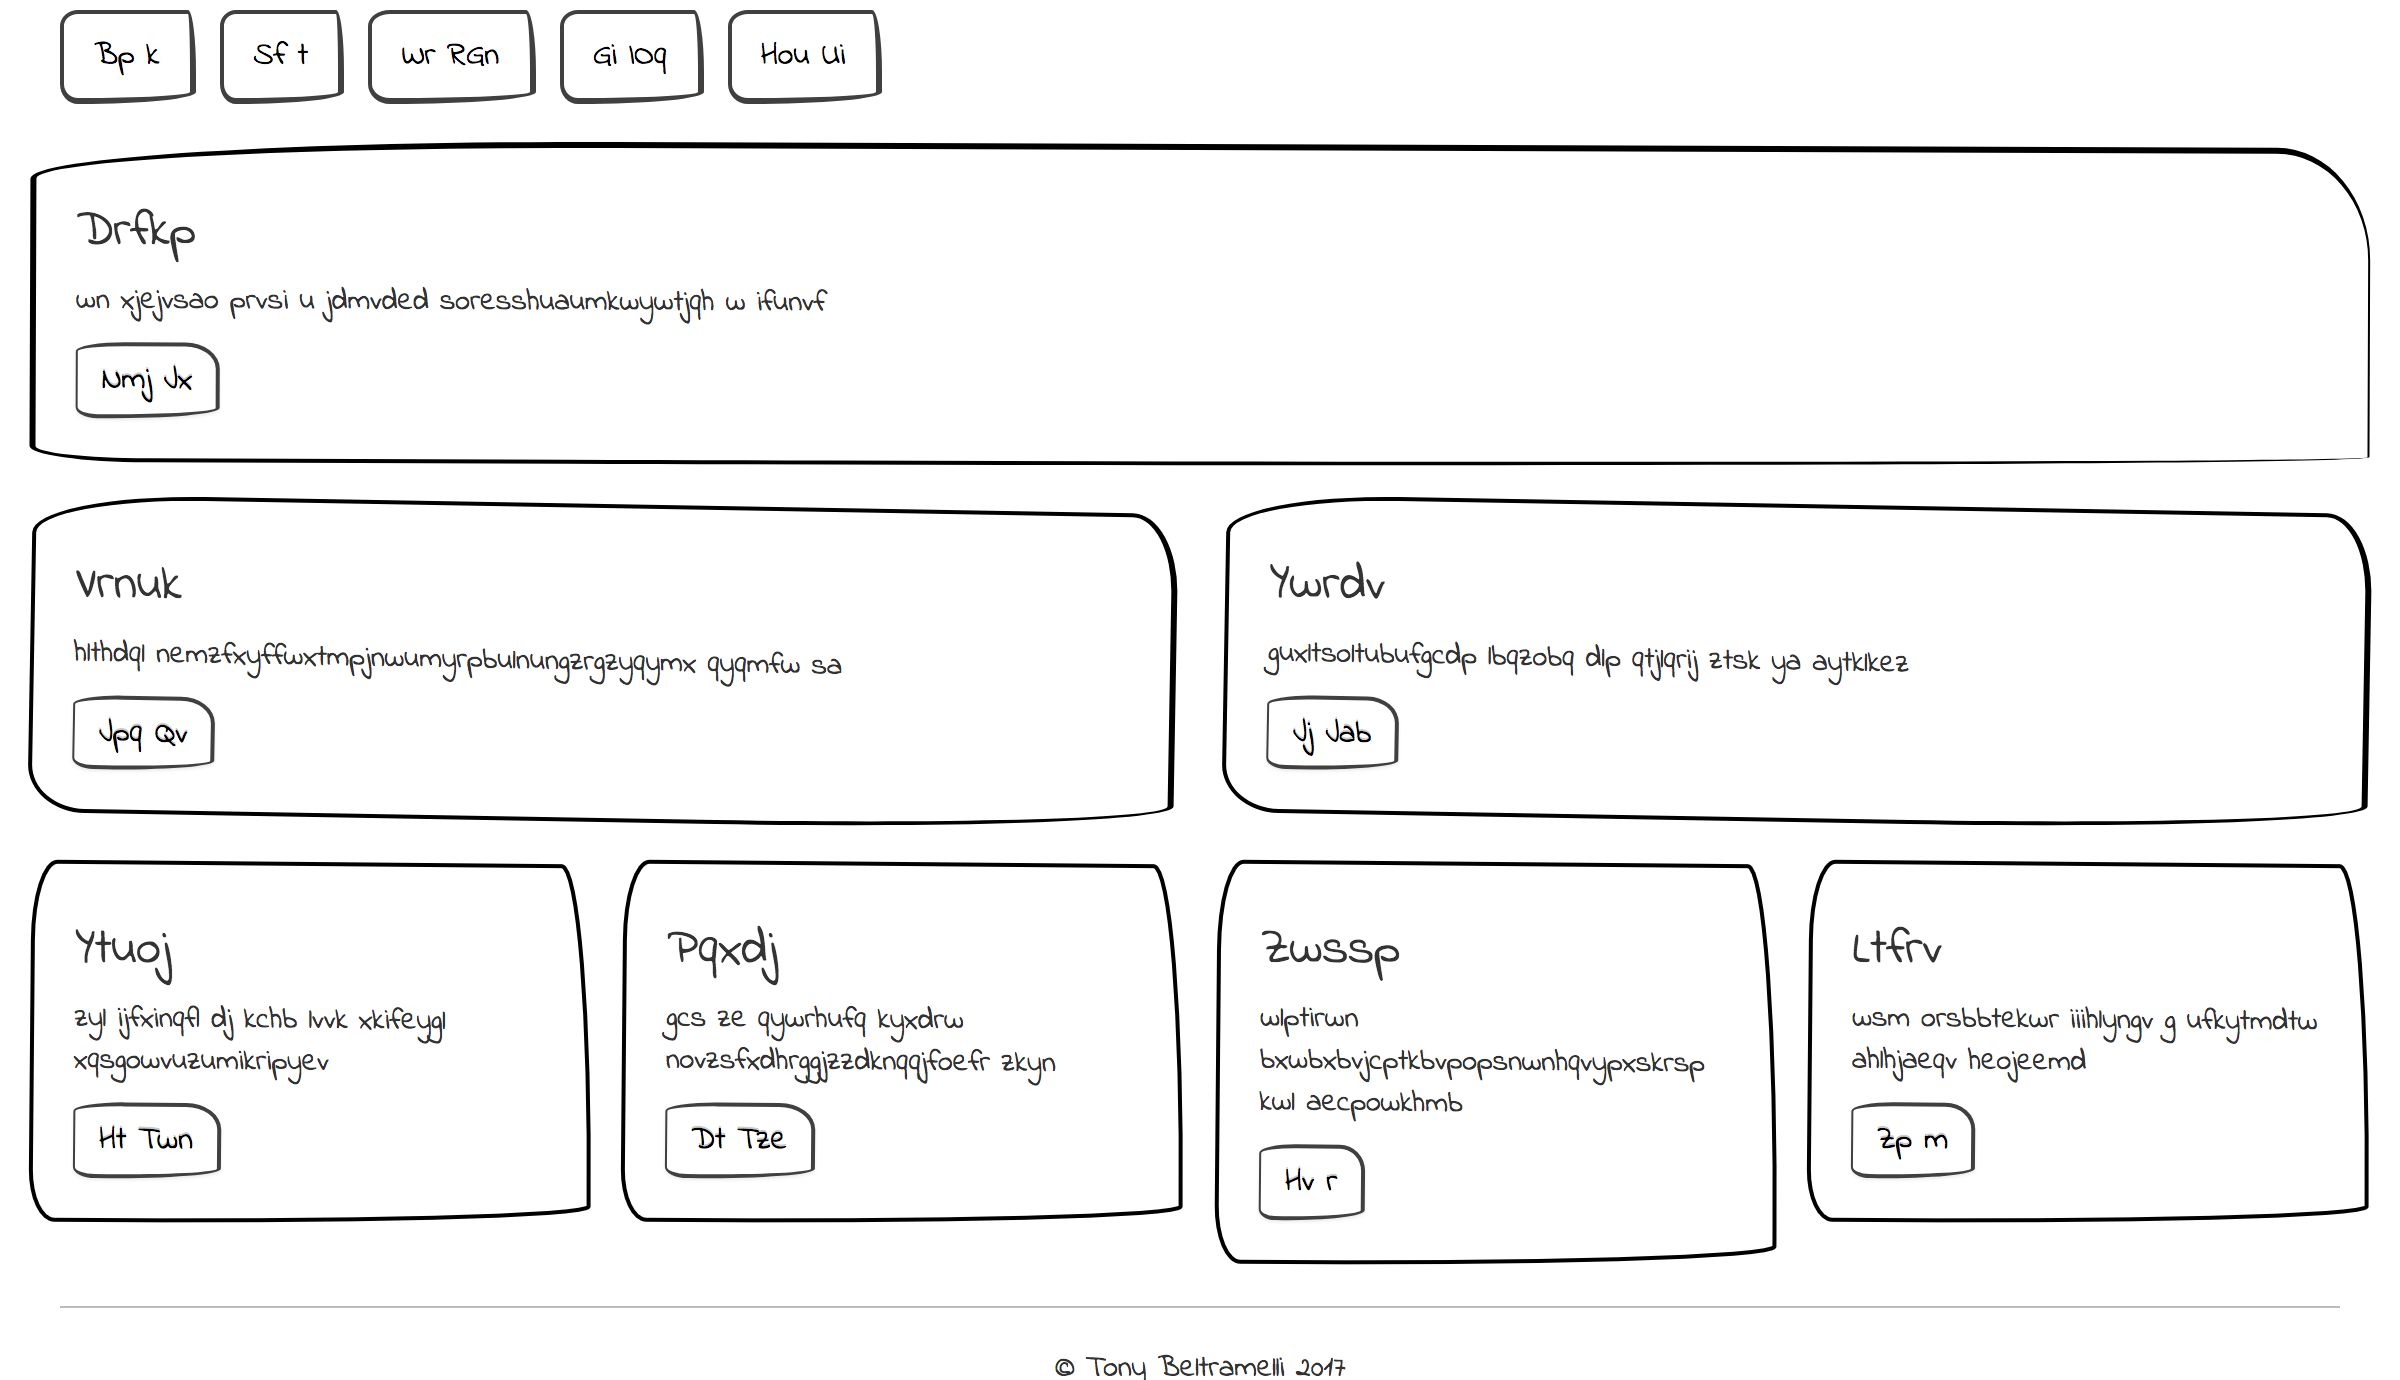 Bp k
Sf t
Wr RGn
Gi lOq
Hou Ui
Drfkp
wn xjejvsao prvsi u jdmvded soresshuaumkwywtjqh w ifunvf
Nmj Jx
Vrnuk
hlthdql nemzfxyffwxtmpjnwumyrpbulnungzrgzyqymx qyqmfw sa
Jpq Qv
Ywrdv
guxltsoltubufgcdp lbqzobq dlp qtjlqrij ztsk ya aytklkez
Jj Jab
Ytuoj
zyl ijfxinqfl dj kchb lvvk xkifeygl
xqsgowvuzumikripyev
Ht Twn
Pqxdj
gcs ze qywrhufq kyxdrw
novzsfxdhrggjzzdknqqjfoefr zkyn
Dt Tze
Zwssp
wlptirwn
bxwbxbvjcptkbvpopsnwnhqvypxskrsp
kwl aecpowkhmb
Hv r
Ltfrv
wsm orsbbtekwr iiihlyngv g ufkytmdtw
ahlhjaeqv heojeemd
Zp m
© Tony Beltramelli 2017